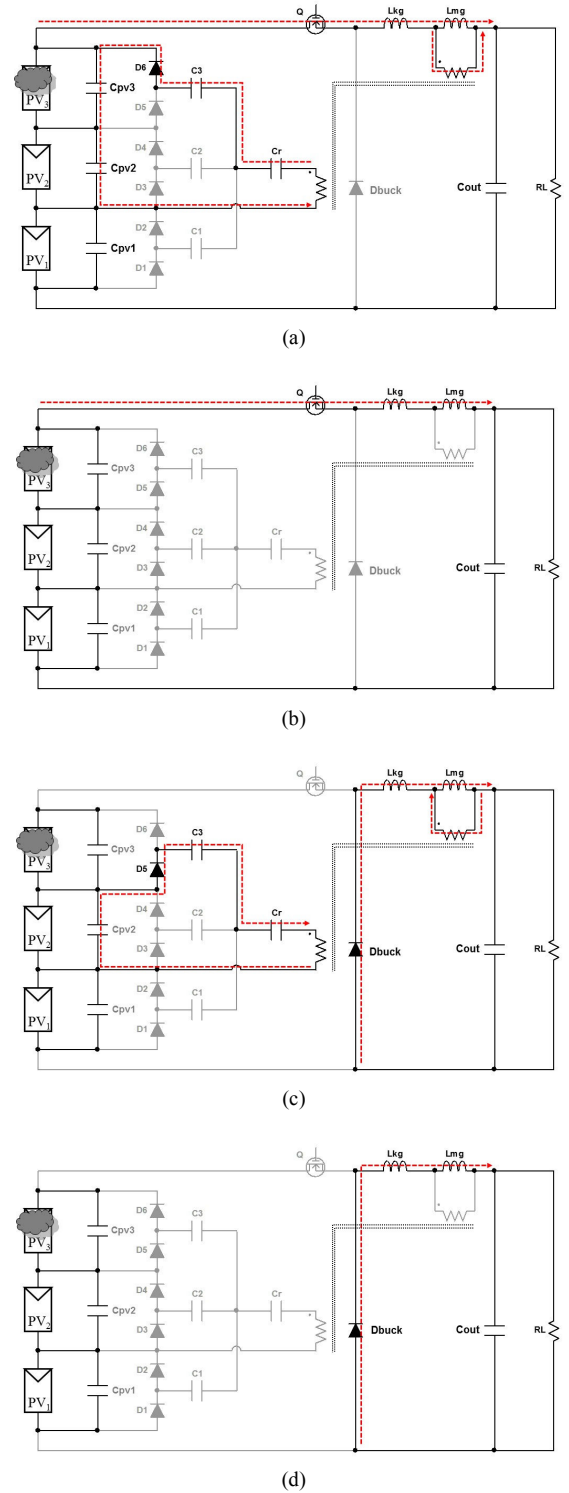 Q Lkg Lmg
D6 C3
PV3 Cpv3 D5
D4 C2 Cr
PV2 Cpv2 D3 Dbuck Cout RL
D2 C1
PV1 Cpv1 D1
(a)
Q Lkg Lmg
D6 C3
PV3 Cpv3 D5
D4 C2 Cr
PV2 Cpv2 D3 Dbuck Cout RL
D2 C1
PV1 Cpv1 D1
(b)
Q Lkg Lmg
D6 C3
PV3 Cpv3 D5
D4 C2 Cr
PV2 Cpv2 D3 Dbuck Cout RL
D2 C1
PV1 Cpv1 D1
(c)
Q Lkg Lmg
D6 C3
PV3 Cpv3 D5
D4 C2 Cr
PV2 Cpv2 D3 Dbuck Cout RL
D2 C1
PV1 Cpv1 D1
(d)